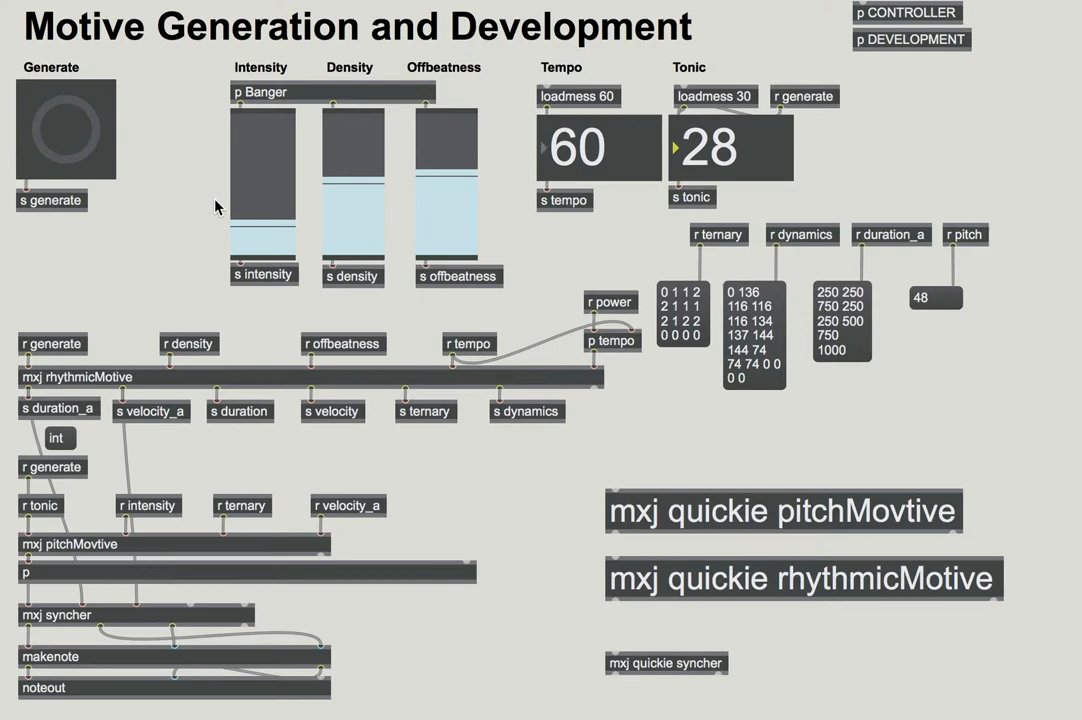 Motive Generation and Development
p CONTROLLER
p DEVELOPMENT
Generate
Intensity
Density
Offbeatness
Tempo
Tonic
p Banger
loadmess 60
loadmess 30
r generate
60
28
s generate
s tempo
s tonic
s intensity
s density
s offbeatness
r ternary
r dynamics
r duration_a
r pitch
0 1 1 2
2 1 1 1
2 1 2 2
0 0 0 0
0 136
116 116
116 134
137 144
144 74
74 74 0 0
0 0
250 250
750 250
250 500
750
1000
48
r power
p tempo
r generate
r density
r offbeatness
r tempo
mxj rhythmicMotive
s duration_a
s velocity_a
s duration
s velocity
s ternary
s dynamics
int
r generate
r tonic
r intensity
r ternary
r velocity_a
mxj pitchMovtive
p
mxj syncher
makenote
noteout
mxj quickie pitchMovtive
mxj quickie rhythmicMotive
mxj quickie syncher